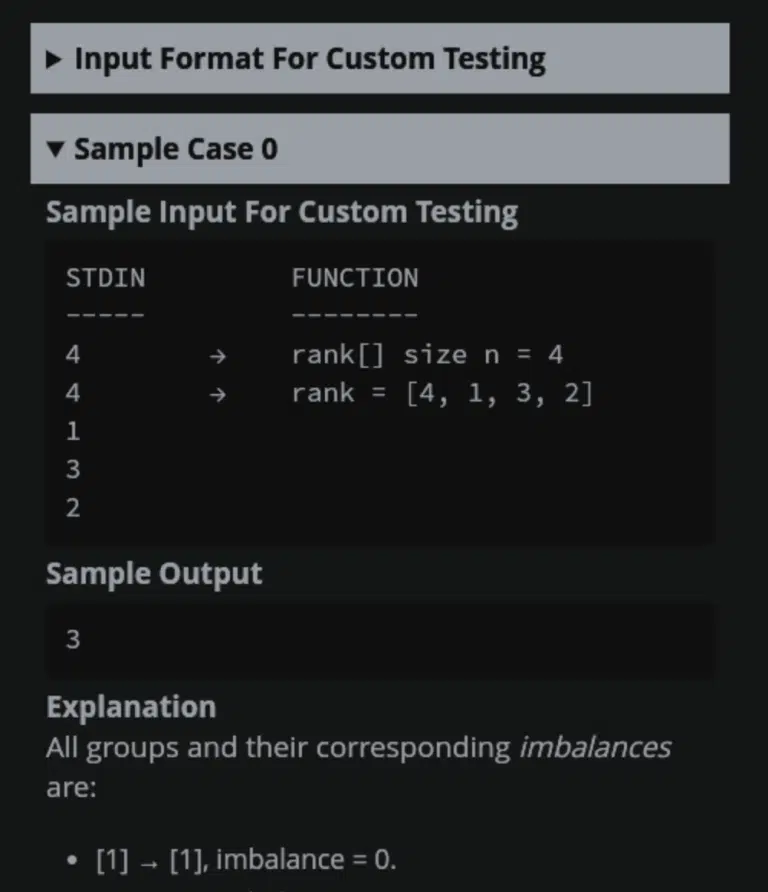 ▶ Input Format For Custom Testing
▼ Sample Case 0
Sample Input For Custom Testing
STDIN FUNCTION
----- --------
4 → rank[] size n = 4
4 → rank = [4, 1, 3, 2]
1
3
2
Sample Output
3
Explanation
All groups and their corresponding imbalances
are:
• [1] → [1], imbalance = 0.